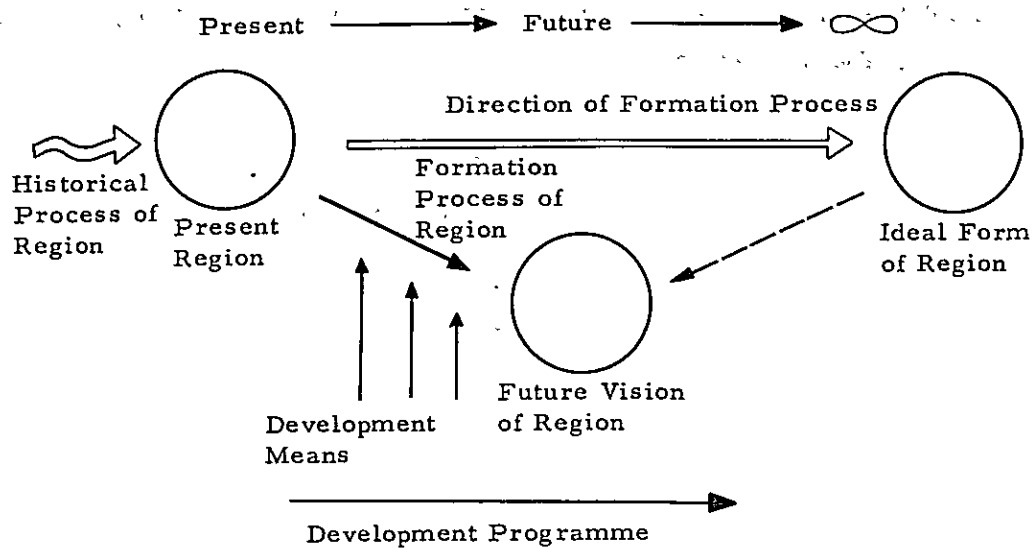 Present Future ∞
Direction of Formation Process
Historical
Process of
Region
Present
Region
Formation
Process of
Region
Ideal Form
of Region
Future Vision
of Region
Development
Means
Development Programme